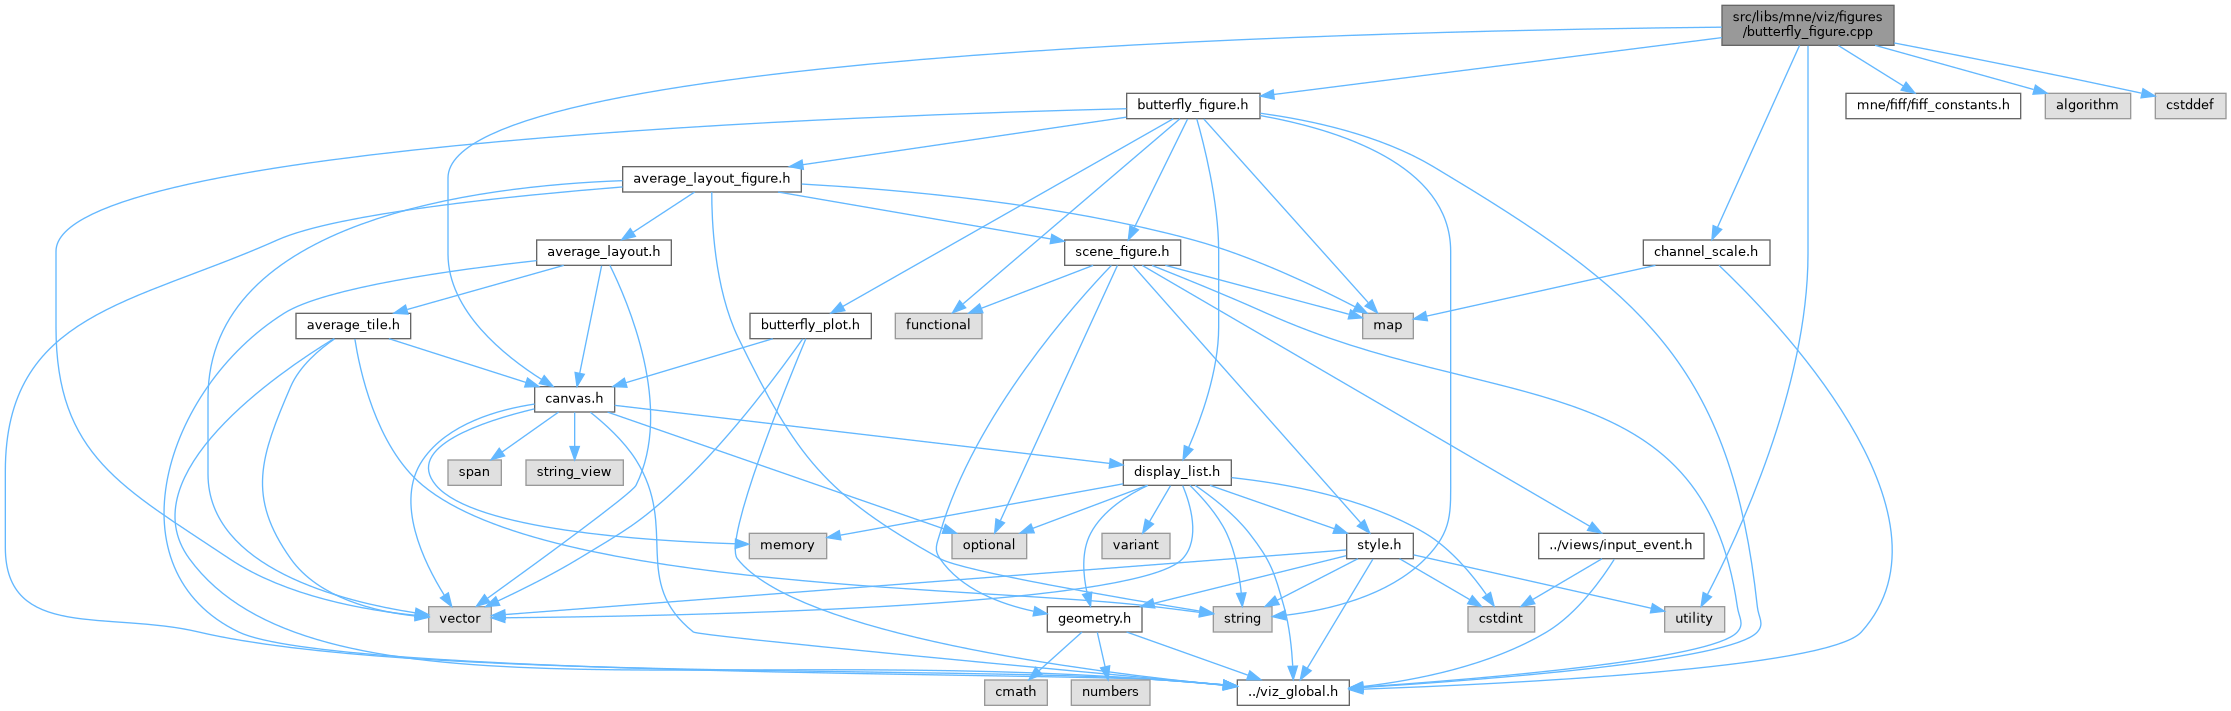 src/libs/mne/viz/figures
/butterfly_figure.cpp
butterfly_figure.h
mne/fiff/fiff_constants.h
algorithm
cstddef
average_layout_figure.h
average_layout.h
scene_figure.h
channel_scale.h
average_tile.h
butterfly_plot.h
functional
map
canvas.h
span
string_view
display_list.h
memory
optional
variant
style.h
../views/input_event.h
vector
geometry.h
string
cstdint
utility
cmath
numbers
../viz_global.h